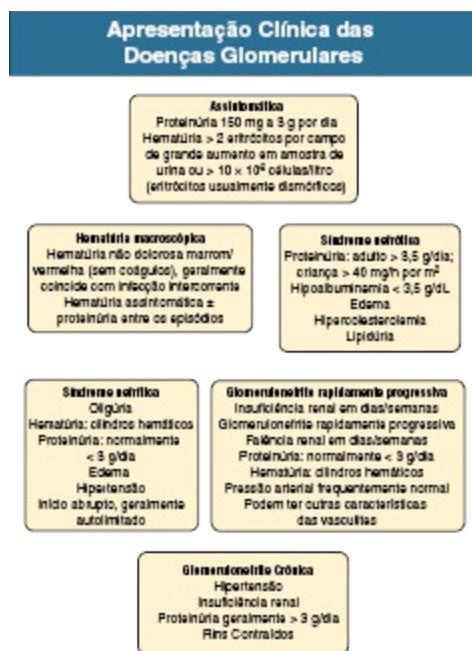 Apresentação Clínica das
Doenças Glomerulares
Assintomática
Proteinúria 150 mg a 3 g por dia
Hematúria > 2 eritrócitos por campo
de grande aumento em amostra de
urina ou > 10 × 10⁶ células/litro
(eritrócitos usualmente dismórficos)
Hematúria macroscópica
Hematúria não dolorosa marrom/
vermelha (sem coágulos), geralmente
coincide com infecção intercorrente
Hematúria assintomática ±
proteinúria entre os episódios
Síndrome nefrótica
Proteinúria: adulto > 3,5 g/dia;
criança > 40 mg/h por m²
Hipoalbuminemia < 3,5 g/dL
Edema
Hipercolesterolemia
Lipidúria
Síndrome nefrítica
Oligúria
Hematúria: cilindros hemáticos
Proteinúria: normalmente
< 3 g/dia
Edema
Hipertensão
Início abrupto, geralmente
autolimitado
Glomerulonefrite rapidamente progressiva
Insuficiência renal em dias/semanas
Glomerulonefrite rapidamente progressiva
Falência renal em dias/semanas
Proteinúria: normalmente < 3 g/dia
Hematúria: cilindros hemáticos
Pressão arterial frequentemente normal
Podem ter outras características
das vasculites
Glomerulonefrite Crônica
Hipertensão
Insuficiência renal
Proteinúria geralmente > 3 g/dia
Rins Contraídos